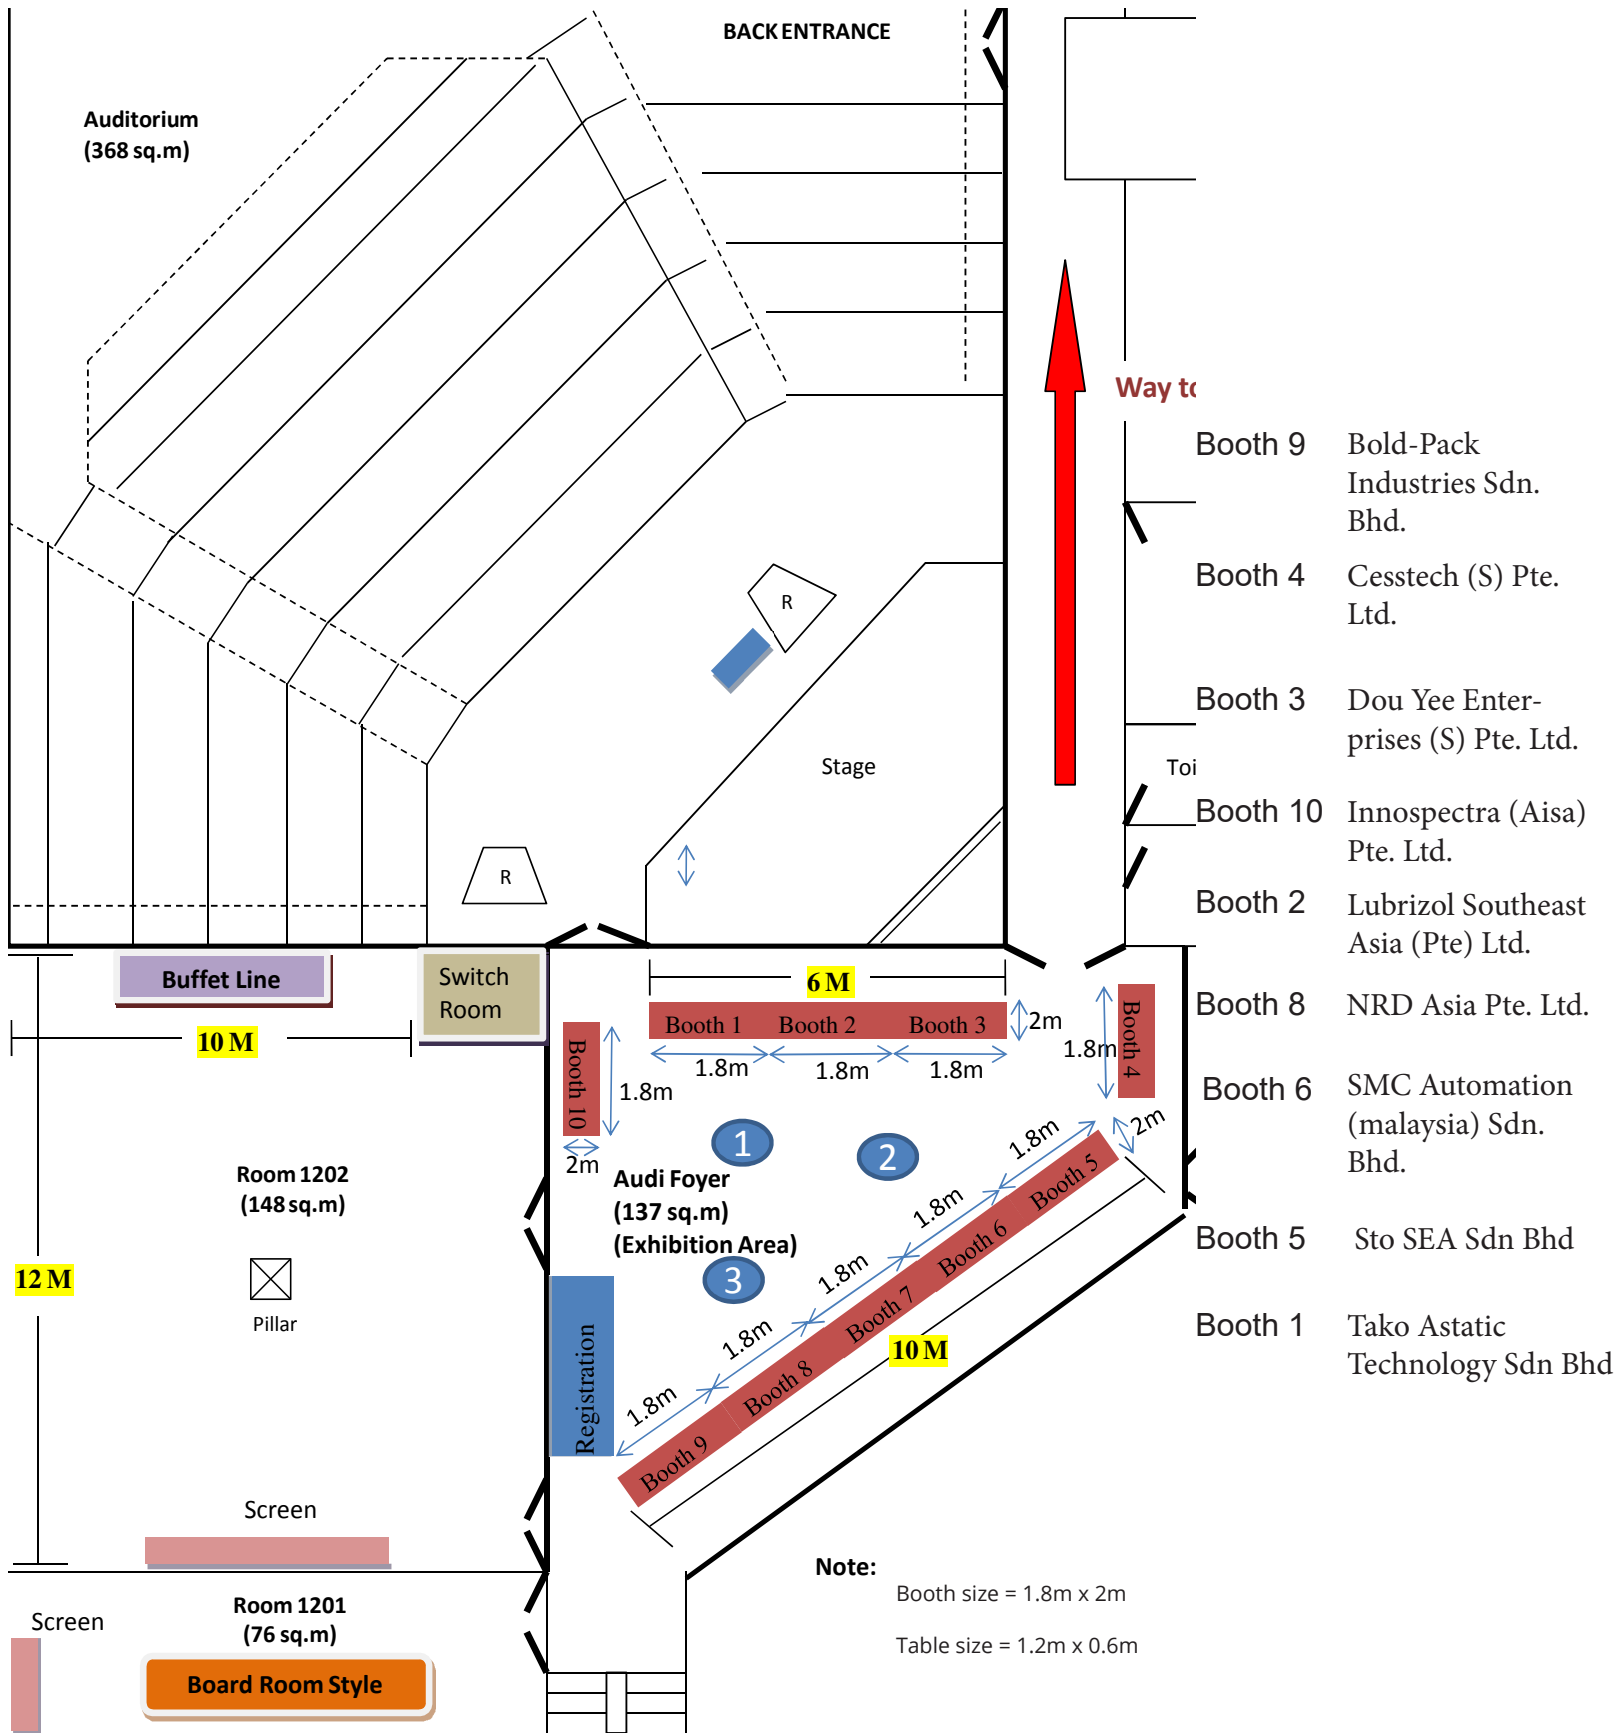 BACK ENTRANCE
Auditorium
(368 sq.m)
Way to
R
Stage
Toi
R
Buffet Line
Switch
Room
10 M
12 M
6 M
Booth 1
Booth 2
Booth 3
2m
1.8m
1.8m
1.8m
Booth 4
1.8m
2m
Booth 10
1.8m
2m
1
2
3
Audi Foyer
(137 sq.m)
(Exhibition Area)
Room 1202
(148 sq.m)
Pillar
Registration
1.8m
1.8m
1.8m
1.8m
1.8m
Booth 5
Booth 6
Booth 7
Booth 8
Booth 9
10 M
Screen
Room 1201
(76 sq.m)
Screen
Board Room Style
Note:
Booth size = 1.8m x 2m
Table size = 1.2m x 0.6m
Booth 9 Bold-Pack
Industries Sdn.
Bhd.
Booth 4 Cesstech (S) Pte.
Ltd.
Booth 3 Dou Yee Enter-
prises (S) Pte. Ltd.
Booth 10 Innospectra (Aisa)
Pte. Ltd.
Booth 2 Lubrizol Southeast
Asia (Pte) Ltd.
Booth 8 NRD Asia Pte. Ltd.
Booth 6 SMC Automation
(malaysia) Sdn.
Bhd.
Booth 5 Sto SEA Sdn Bhd
Booth 1 Tako Astatic
Technology Sdn Bhd